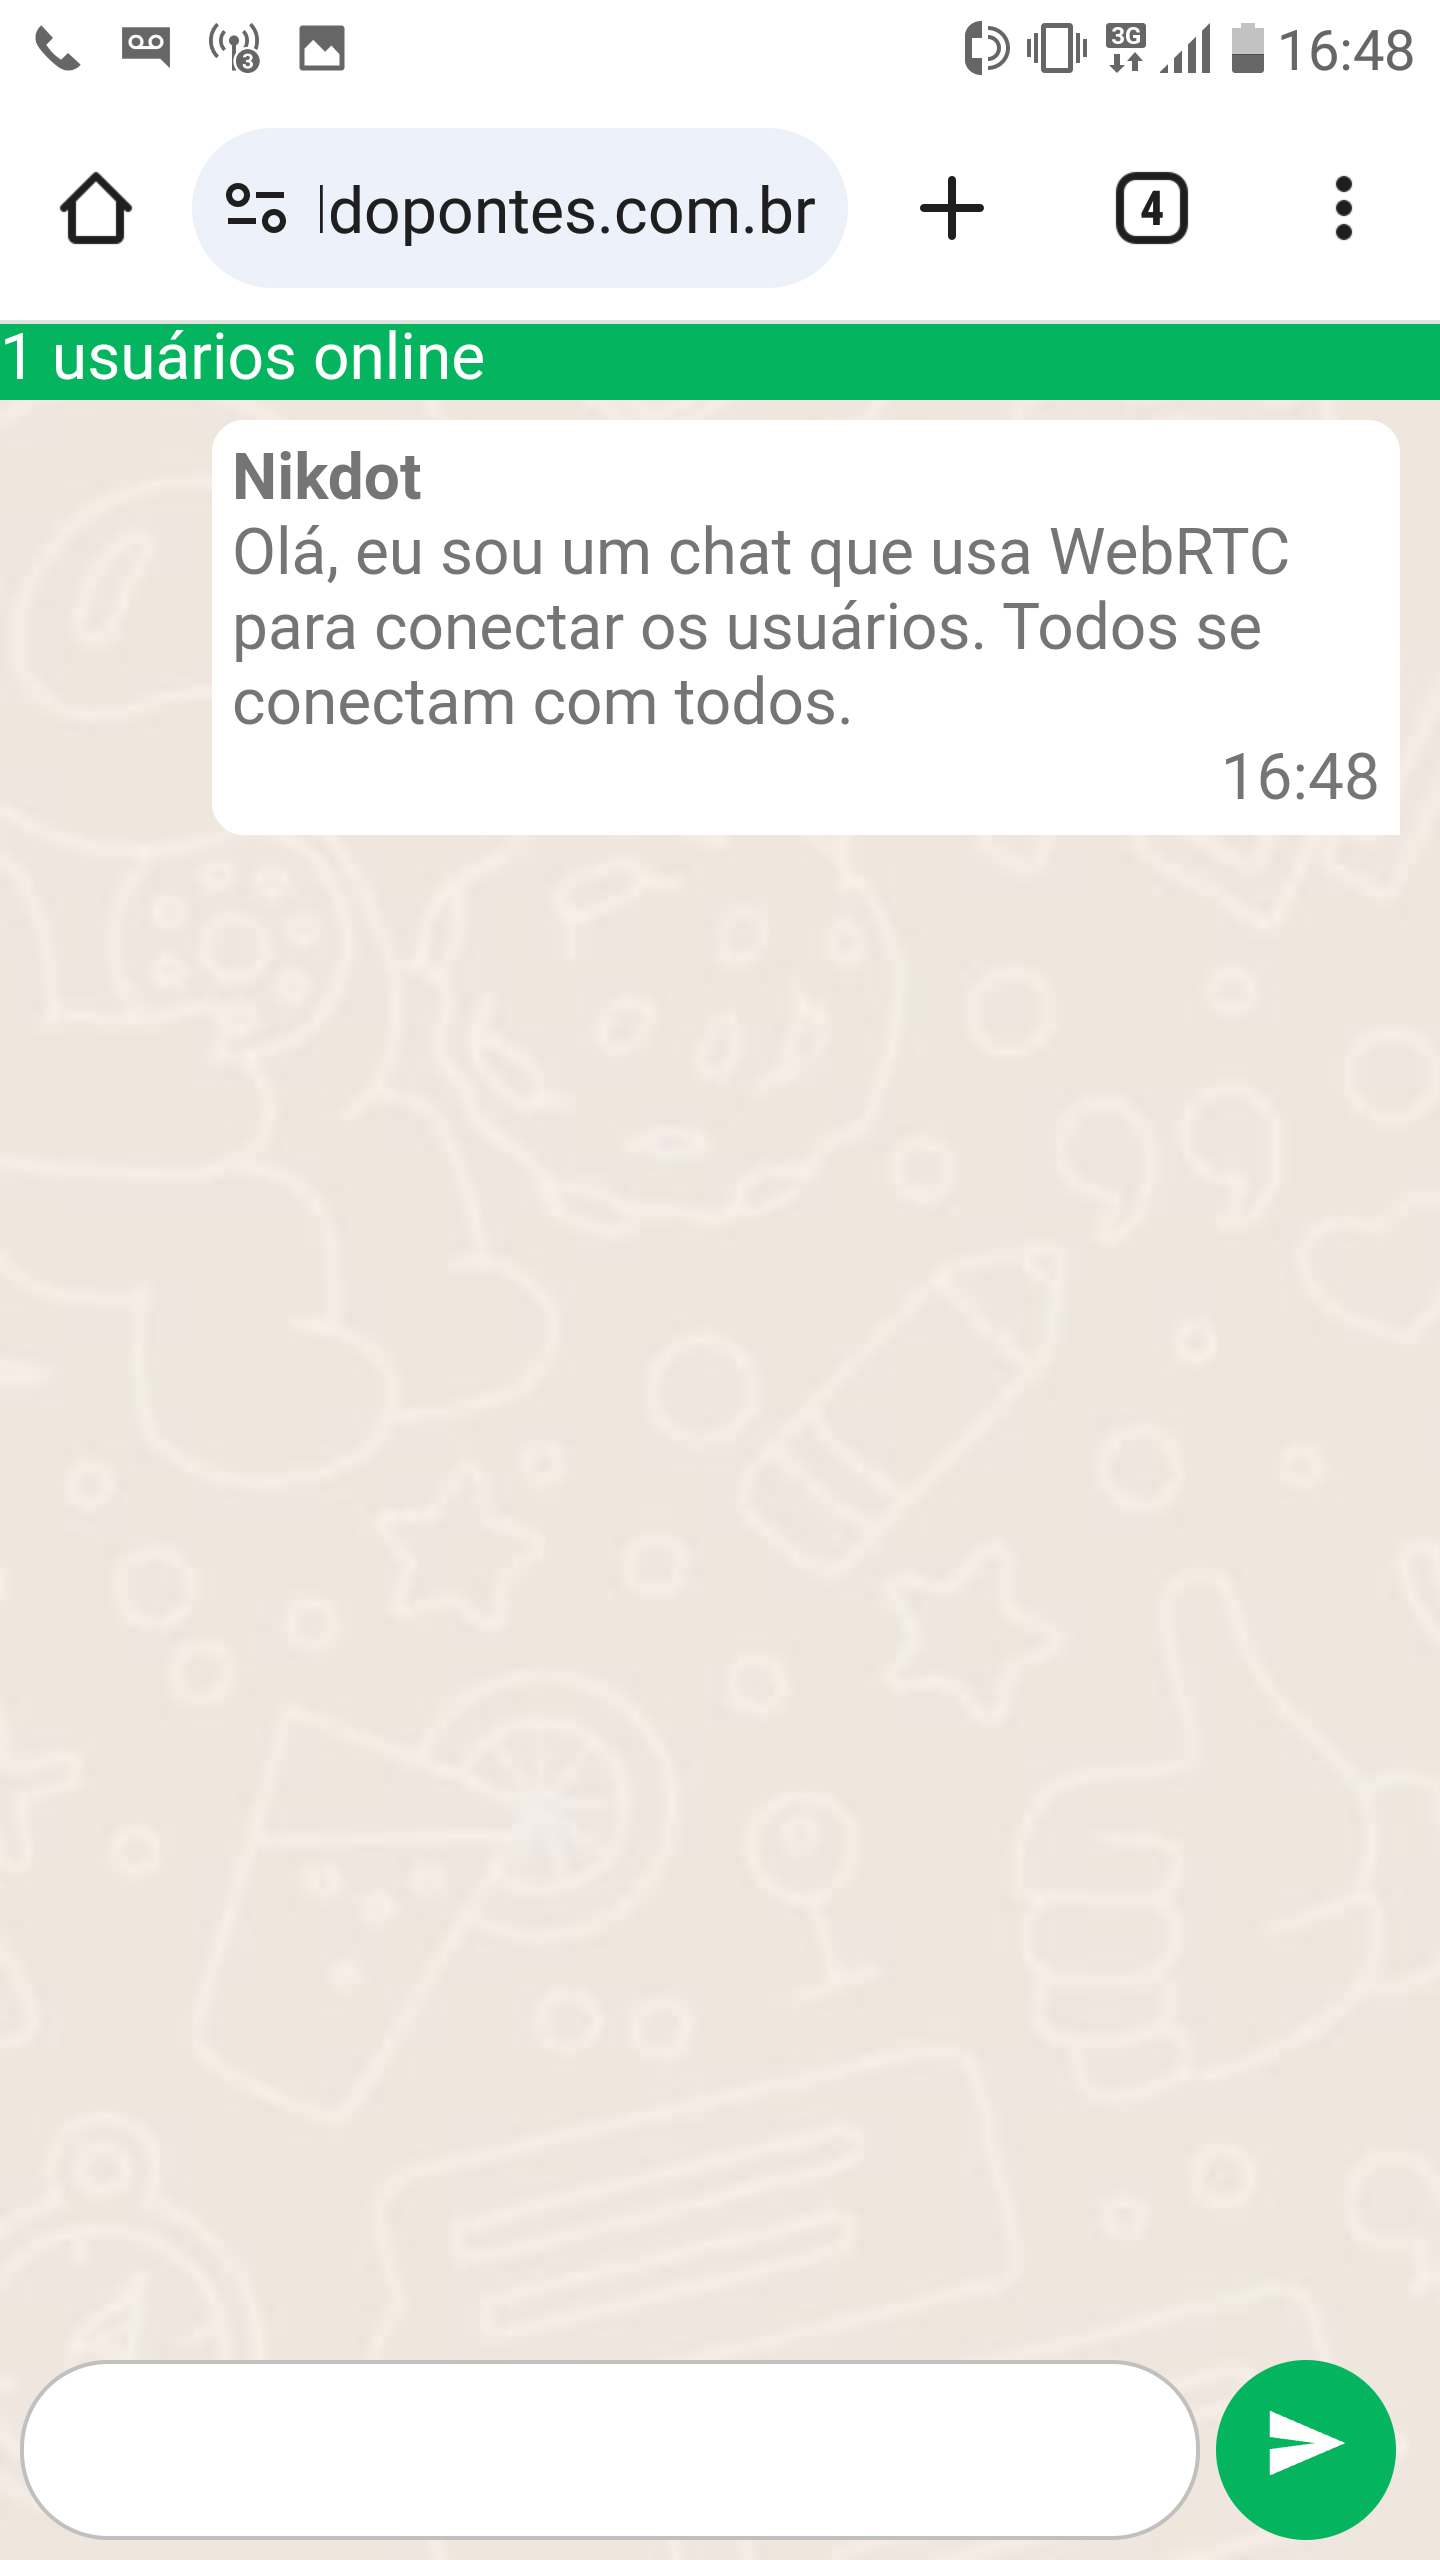 3
3G
16:48
ldopontes.com.br
4
1 usuários online
Nikdot
Olá, eu sou um chat que usa WebRTC
para conectar os usuários. Todos se
conectam com todos.
16:48